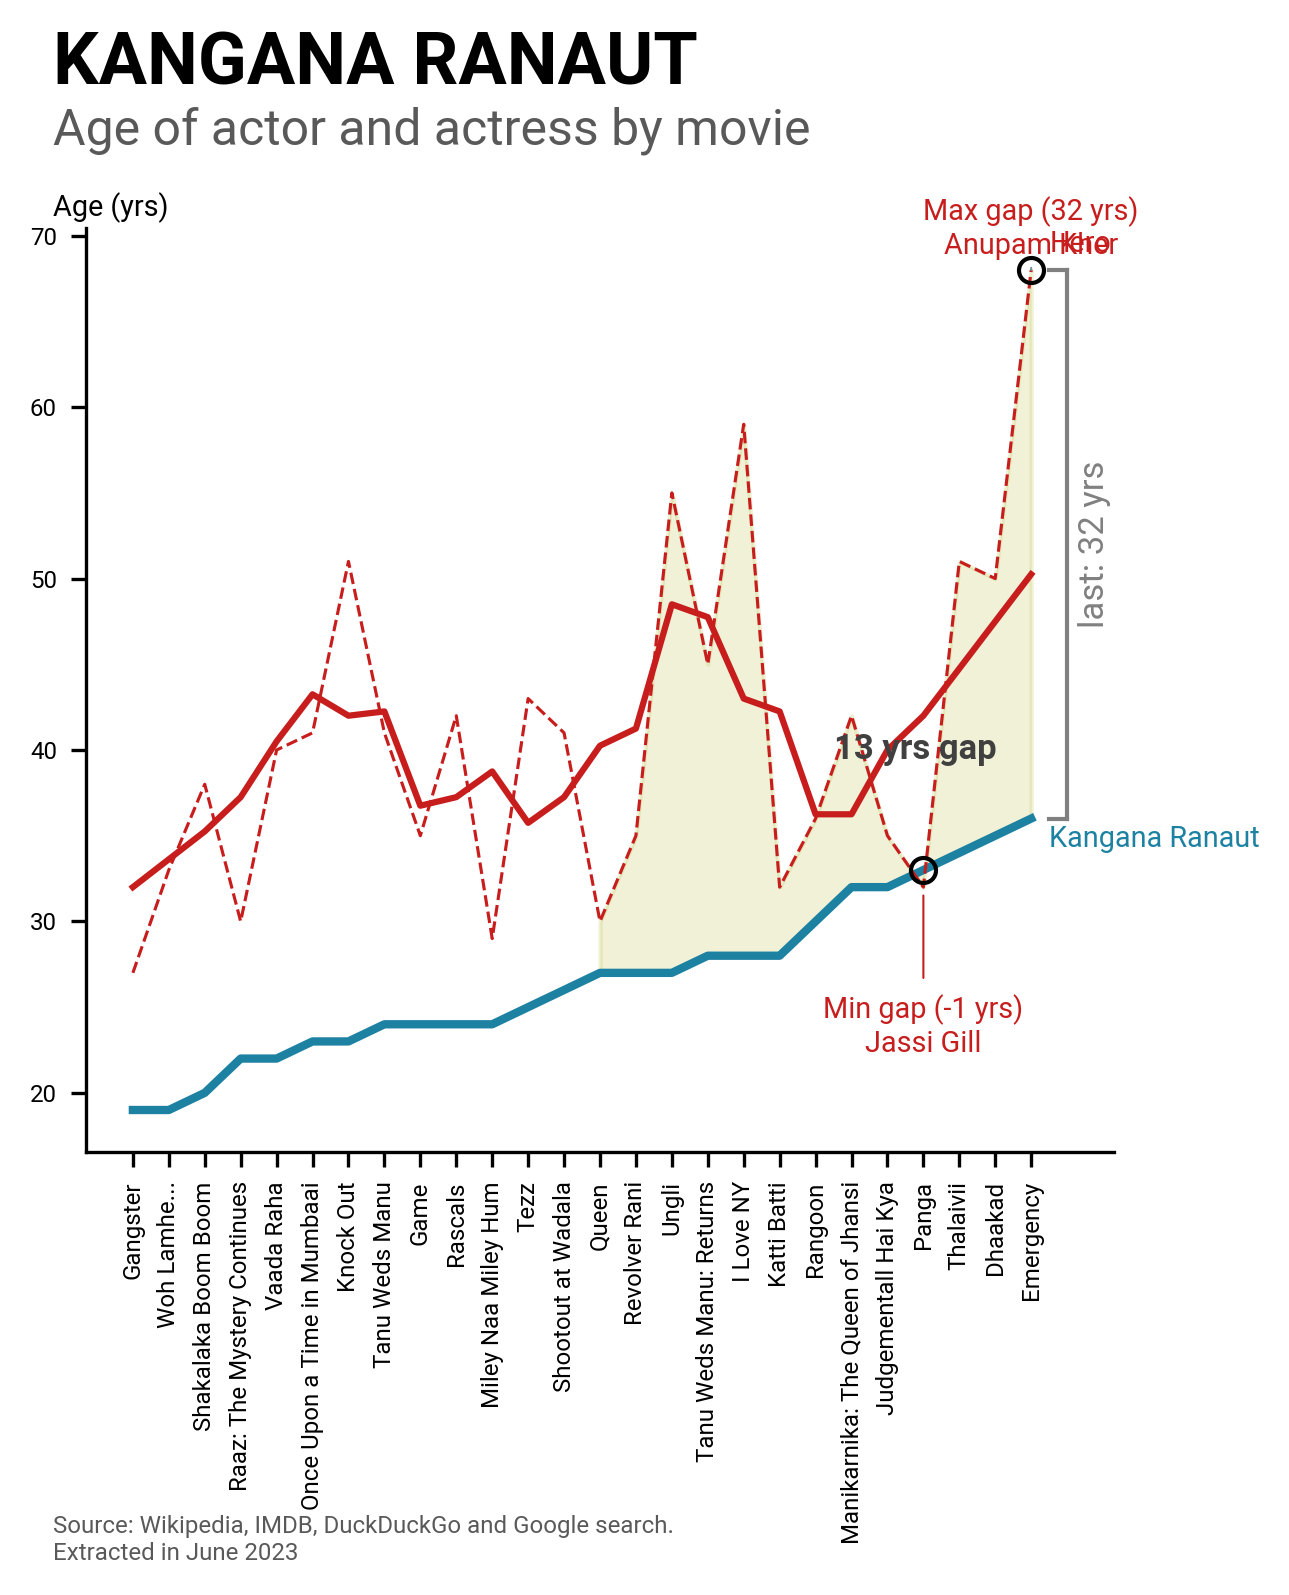 KANGANA RANAUT
Age of actor and actress by movie
Age (yrs)
Max gap (32 yrs)
Anupam Kher
Hero
70
60
50
40
30
20
last: 32 yrs
13 yrs gap
Kangana Ranaut
Min gap (-1 yrs)
Jassi Gill
Gangster
Woh Lamhe...
Shakalaka Boom Boom
Raaz: The Mystery Continues
Vaada Raha
Once Upon a Time in Mumbaai
Knock Out
Tanu Weds Manu
Game
Rascals
Miley Naa Miley Hum
Tezz
Shootout at Wadala
Queen
Revolver Rani
Ungli
Tanu Weds Manu: Returns
I Love NY
Katti Batti
Rangoon
Manikarnika: The Queen of Jhansi
Judgementall Hai Kya
Panga
Thalaivii
Dhaakad
Emergency
Source: Wikipedia, IMDB, DuckDuckGo and Google search.
Extracted in June 2023